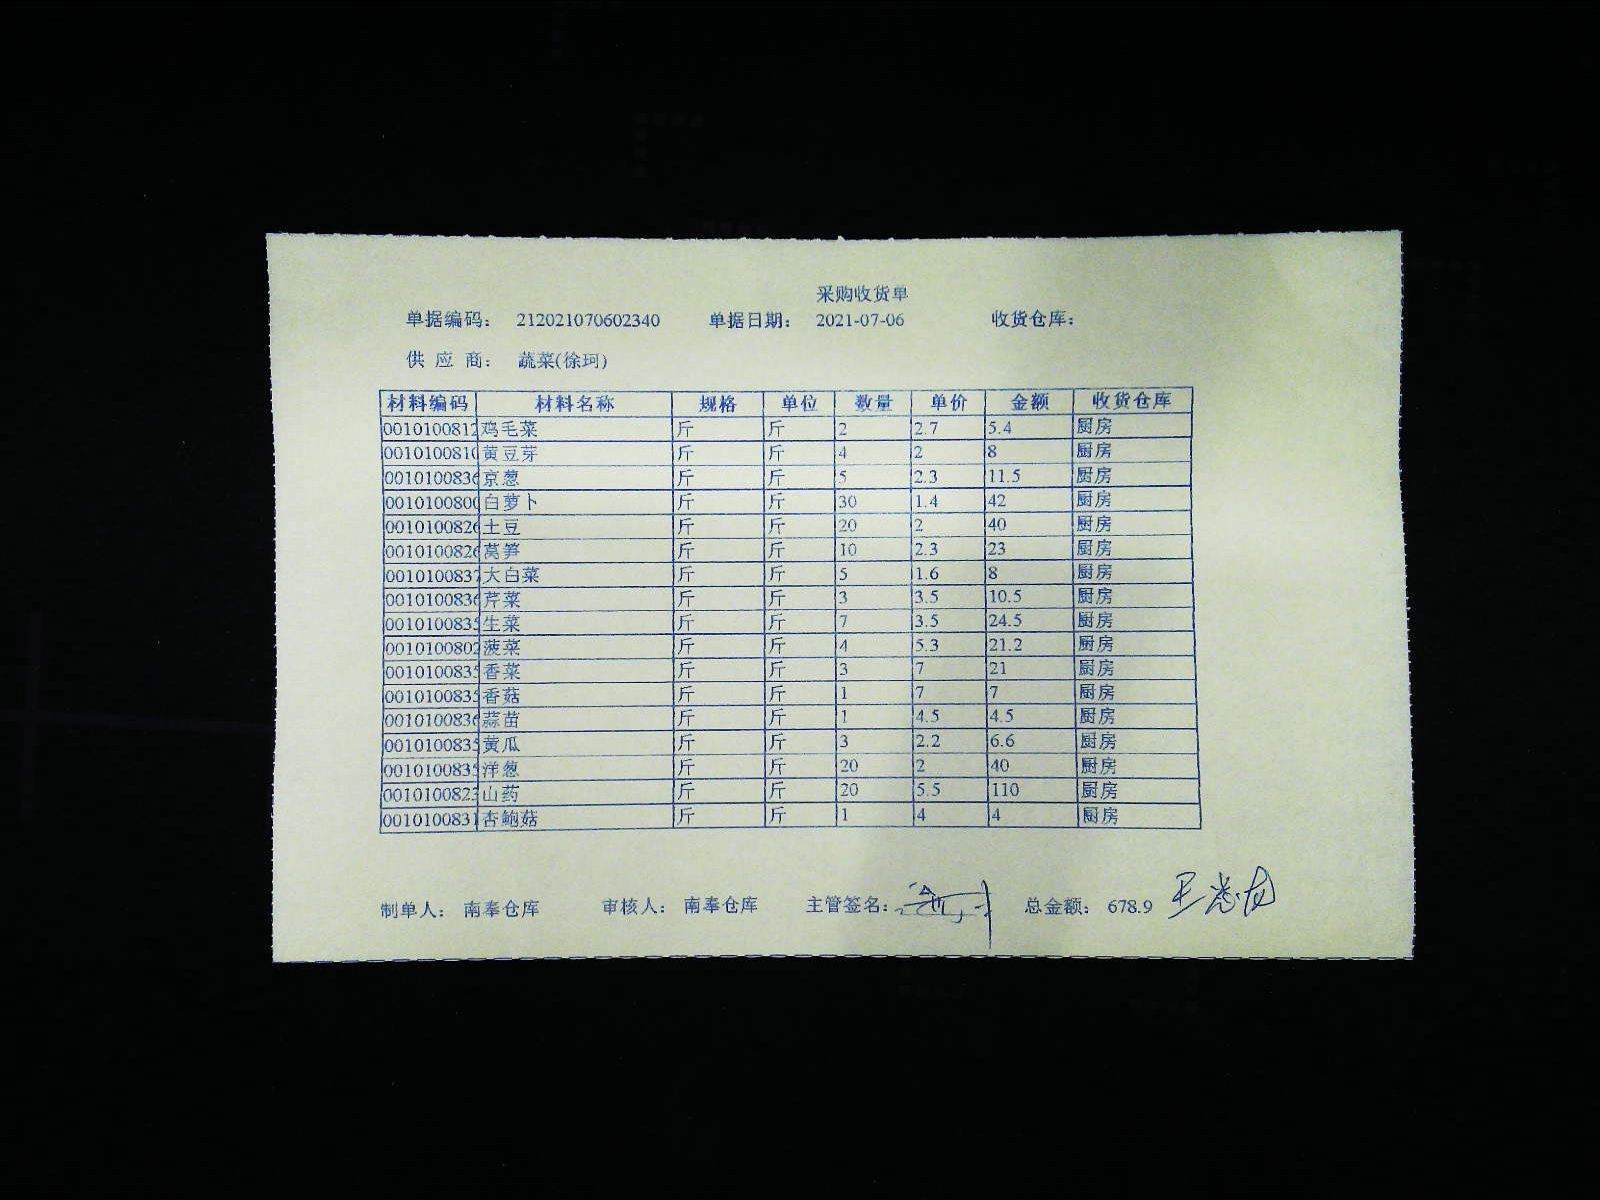 采购收货单
单据编码： 212021070602340 单据日期： 2021-07-06 收货仓库：
供 应 商： 蔬菜(徐珂)
材料编码 材料名称 规格 单位 数量 单价 金额 收货仓库
0010100812 鸡毛菜 斤 斤 2 2.7 5.4 厨房
001010081 黄豆芽 斤 斤 4 2 8 厨房
001010083 京葱 斤 斤 5 2.3 11.5 厨房
001010080 白萝卜 斤 斤 30 1.4 42 厨房
001010082 土豆 斤 斤 20 2 40 厨房
001010082 莴笋 斤 斤 10 2.3 23 厨房
0010100837 大白菜 斤 斤 5 1.6 8 厨房
001010083 芹菜 斤 斤 3 3.5 10.5 厨房
001010083 生菜 斤 斤 7 3.5 24.5 厨房
0010100802 菠菜 斤 斤 4 5.3 21.2 厨房
001010083 香菜 斤 斤 3 7 21 厨房
001010083 香菇 斤 斤 1 7 7 厨房
001010083 蒜苗 斤 斤 1 4.5 4.5 厨房
001010083 黄瓜 斤 斤 3 2.2 6.6 厨房
001010083 洋葱 斤 斤 20 2 40 厨房
0010100823 山药 斤 斤 20 5.5 110 厨房
0010100831 杏鲍菇 斤 斤 1 4 4 厨房
制单人： 南奉仓库 审核人： 南奉仓库 主管签名： 总金额： 678.9